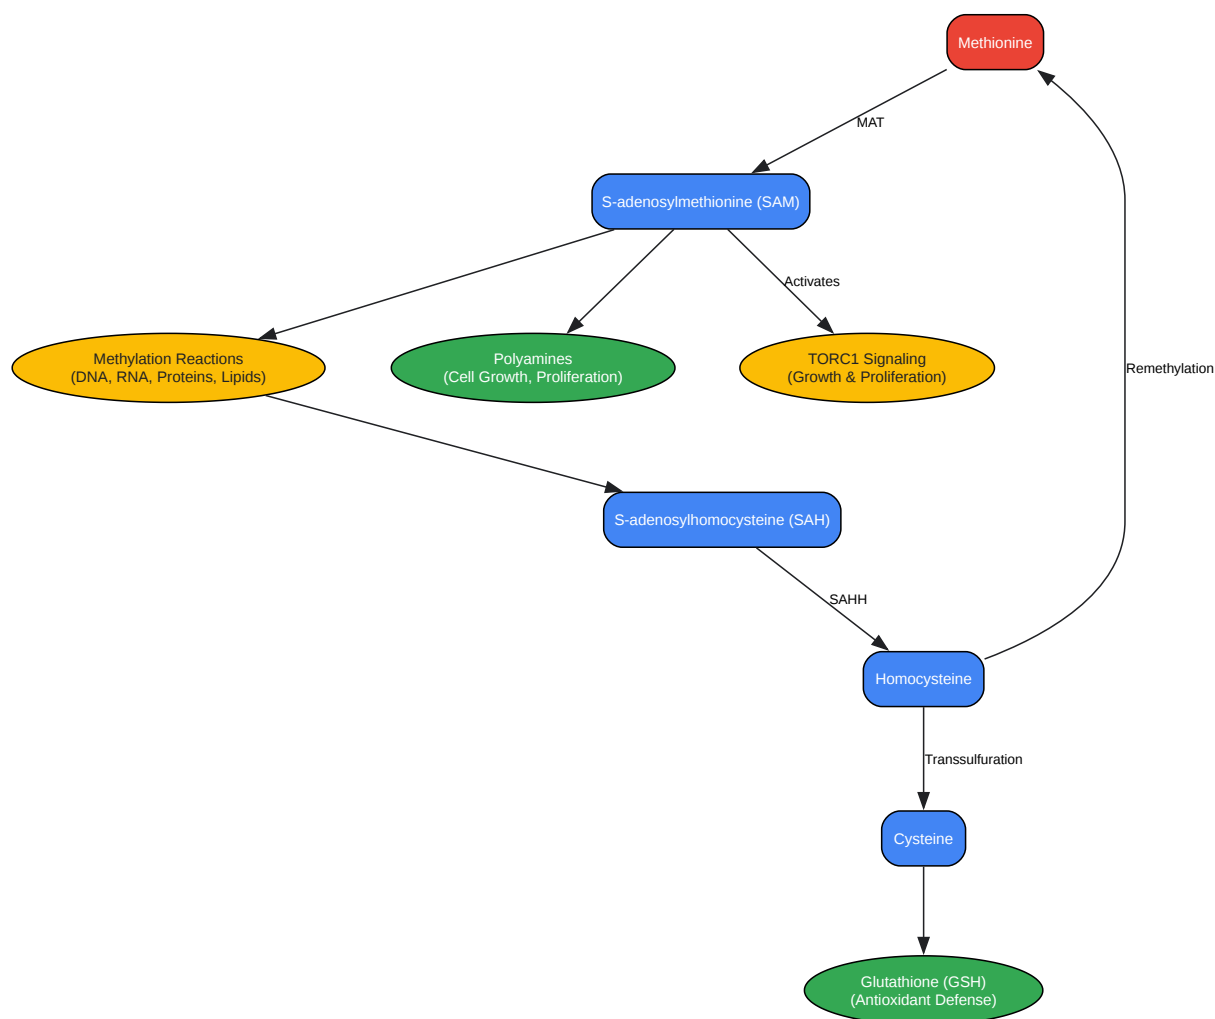 Methionine
MAT
S-adenosylmethionine (SAM)
Activates
Methylation Reactions
(DNA, RNA, Proteins, Lipids)
Polyamines
(Cell Growth, Proliferation)
TORC1 Signaling
(Growth & Proliferation)
Remethylation
S-adenosylhomocysteine (SAH)
SAHH
Homocysteine
Transsulfuration
Cysteine
Glutathione (GSH)
(Antioxidant Defense)